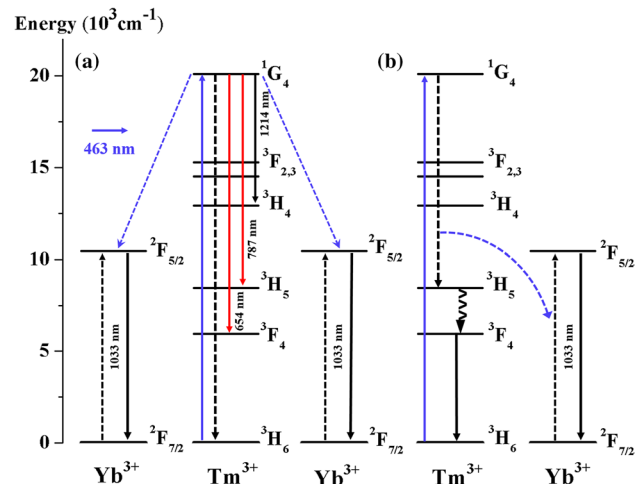 Energy (10³cm⁻¹)
(a)
(b)
20
15
10
5
0
463 nm
¹G₄
³F₂,₃
³H₄
³H₅
³F₄
³H₆
1214 nm
787 nm
654 nm
²F₅/₂
²F₇/₂
1033 nm
²F₅/₂
²F₇/₂
1033 nm
¹G₄
³F₂,₃
³H₄
³H₅
³F₄
³H₆
²F₅/₂
²F₇/₂
1033 nm
Yb³⁺ Tm³⁺ Yb³⁺ Tm³⁺ Yb³⁺